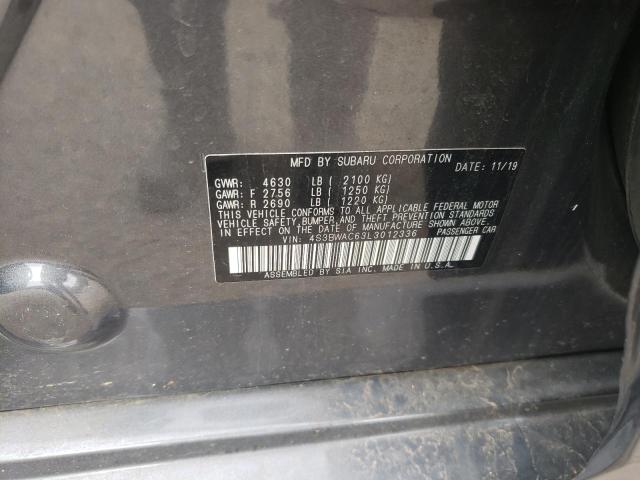 MFD BY SUBARU CORPORATION
DATE: 11/19
GVWR: 4630 LB ( 2100 KG)
GAWR: F 2756 LB ( 1250 KG)
GAWR: R 2690 LB ( 1220 KG)
THIS VEHICLE CONFORMS TO ALL APPLICABLE FEDERAL MOTOR
VEHICLE SAFETY, BUMPER, AND THEFT PREVENTION STANDARDS
IN EFFECT ON THE DATE OF MANUFACTURE SHOWN ABOVE.
VIN: 4S3BWAC63L3012336 PASSENGER CAR
ASSEMBLED BY SIA INC. MADE IN U.S.A.